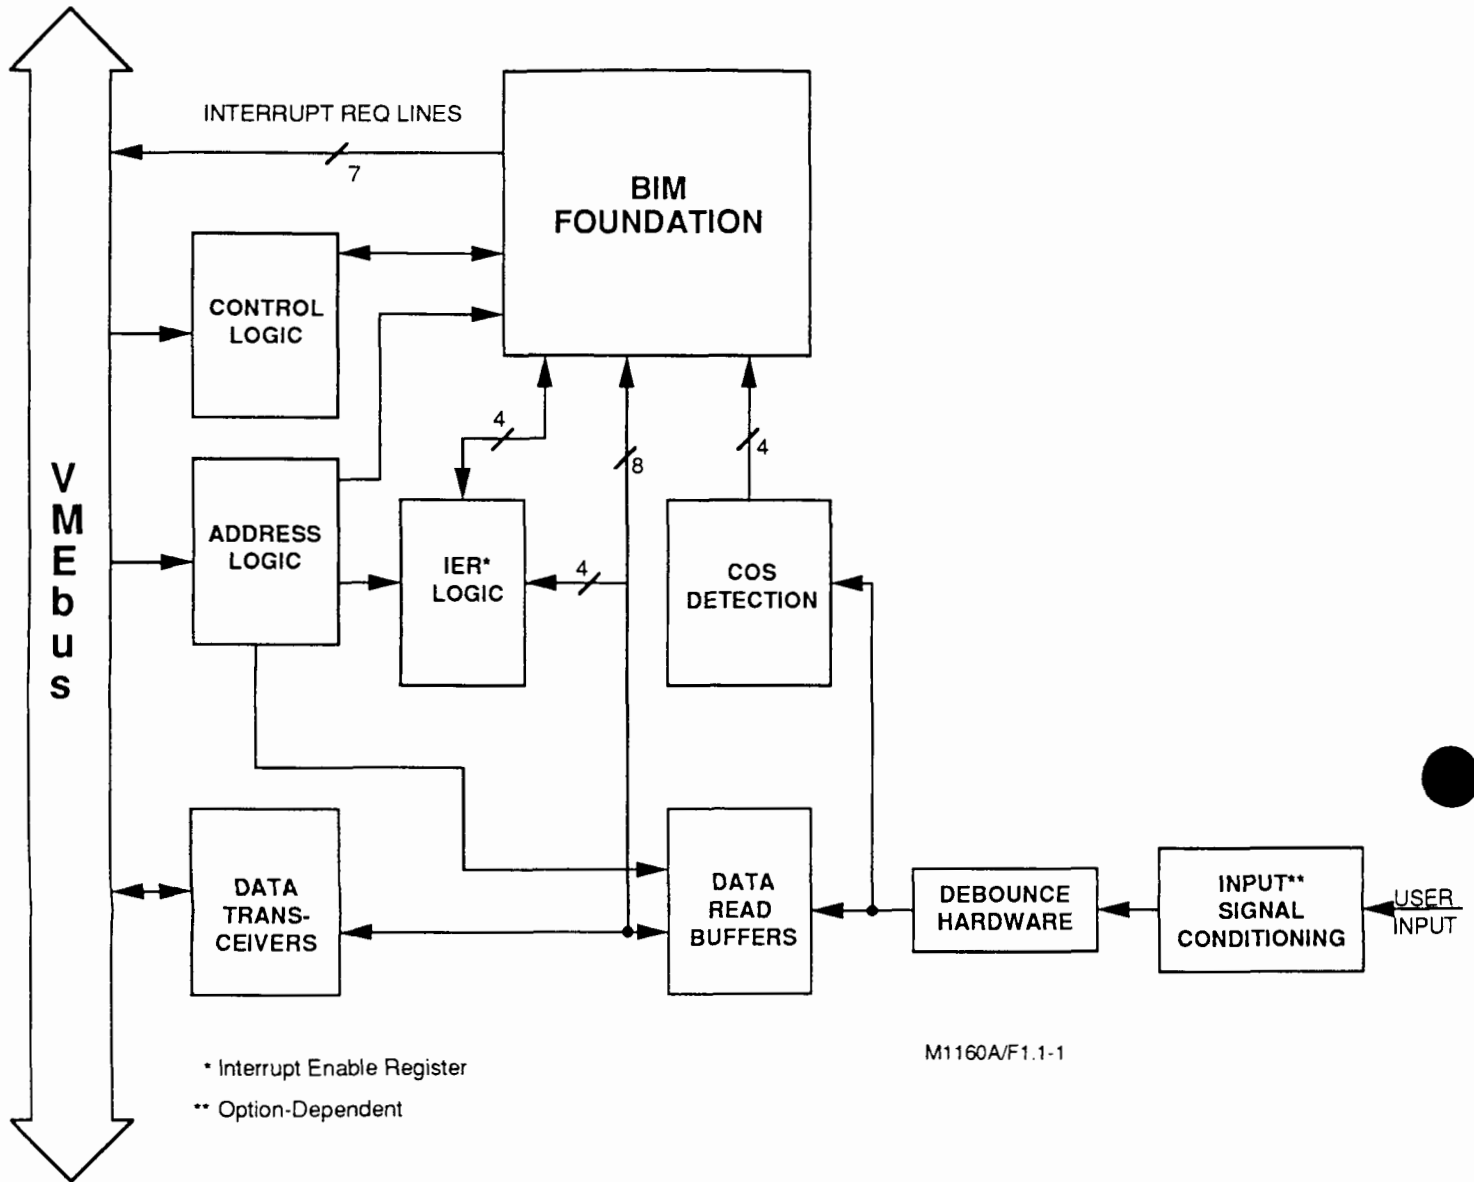 INTERRUPT REQ LINES
7
BIM
FOUNDATION
CONTROL
LOGIC
4
8
4
VMEbus
ADDRESS
LOGIC
IER*
LOGIC
4
COS
DETECTION
DATA
TRANS-
CEIVERS
DATA
READ
BUFFERS
DEBOUNCE
HARDWARE
INPUT**
SIGNAL
CONDITIONING
USER
INPUT
* Interrupt Enable Register
** Option-Dependent
M1160A/F1.1-1